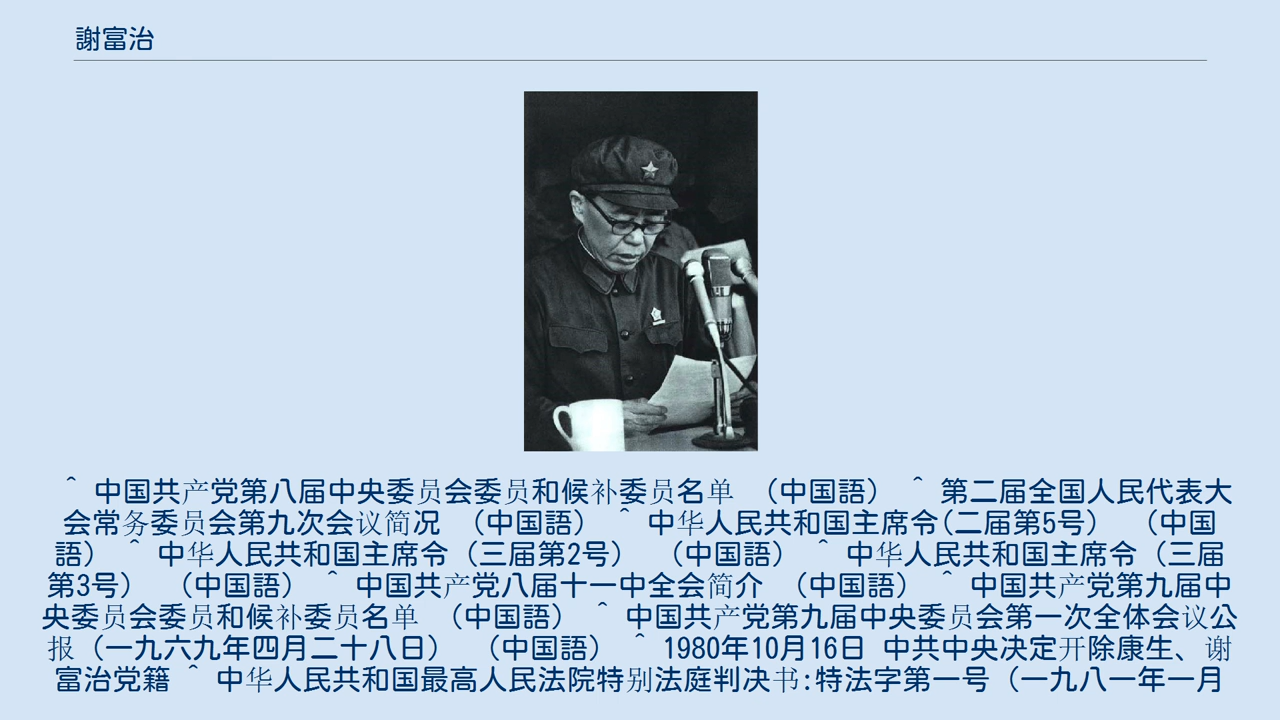 謝富治
^ 中国共产党第八届中央委员会委员和候补委员名单 （中国語） ^ 第二届全国人民代表大
会常务委员会第九次会议简况 （中国語） ^ 中华人民共和国主席令(二届第5号） （中国
語） ^ 中华人民共和国主席令（三届第2号） （中国語） ^ 中华人民共和国主席令（三届
第3号） （中国語） ^ 中国共产党八届十一中全会简介 （中国語） ^ 中国共产党第九届中
央委员会委员和候补委员名单 （中国語） ^ 中国共产党第九届中央委员会第一次全体会议公
报（一九六九年四月二十八日） （中国語） ^ 1980年10月16日 中共中央决定开除康生、谢
富治党籍 ^ 中华人民共和国最高人民法院特别法庭判决书:特法字第一号（一九八一年一月